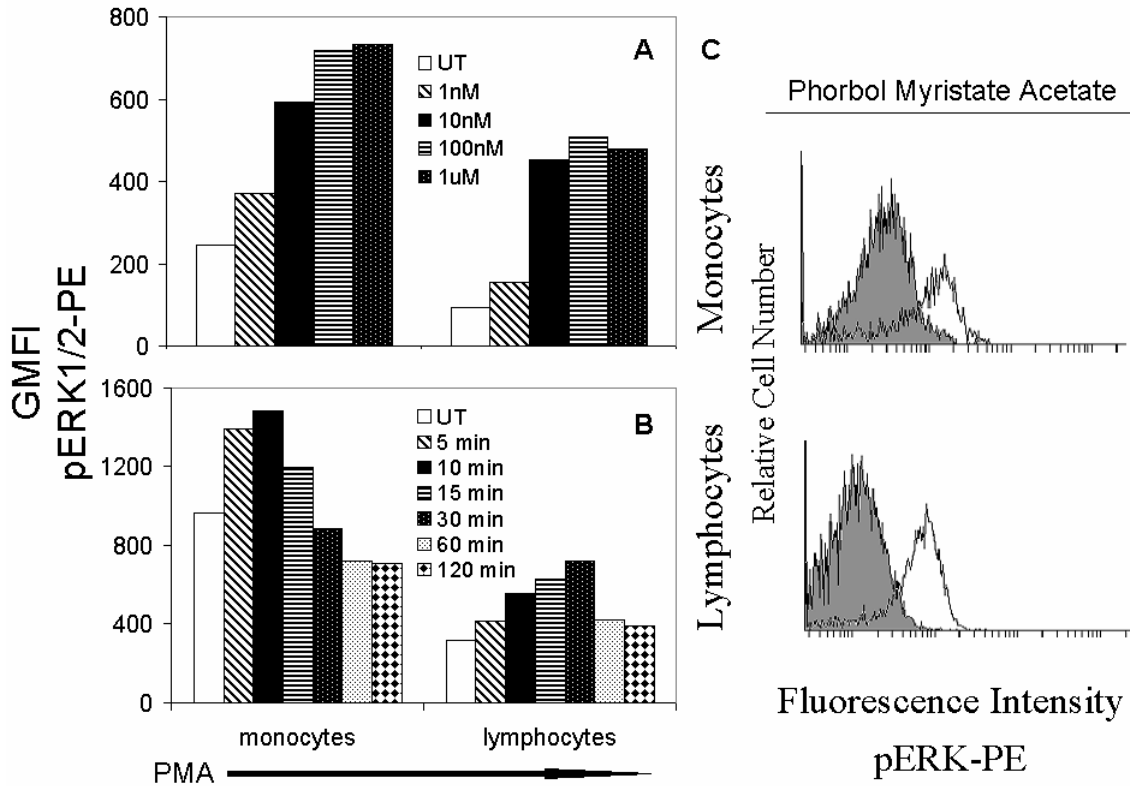 GMFI
pERK1/2-PE
800
600
400
200
0
A
UT
1nM
10nM
100nM
1uM
1600
1200
800
400
0
B
UT
5 min
10 min
15 min
30 min
60 min
120 min
monocytes
lymphocytes
PMA
C
Phorbol Myristate Acetate
Monocytes
Lymphocytes
Relative Cell Number
Fluorescence Intensity
pERK-PE